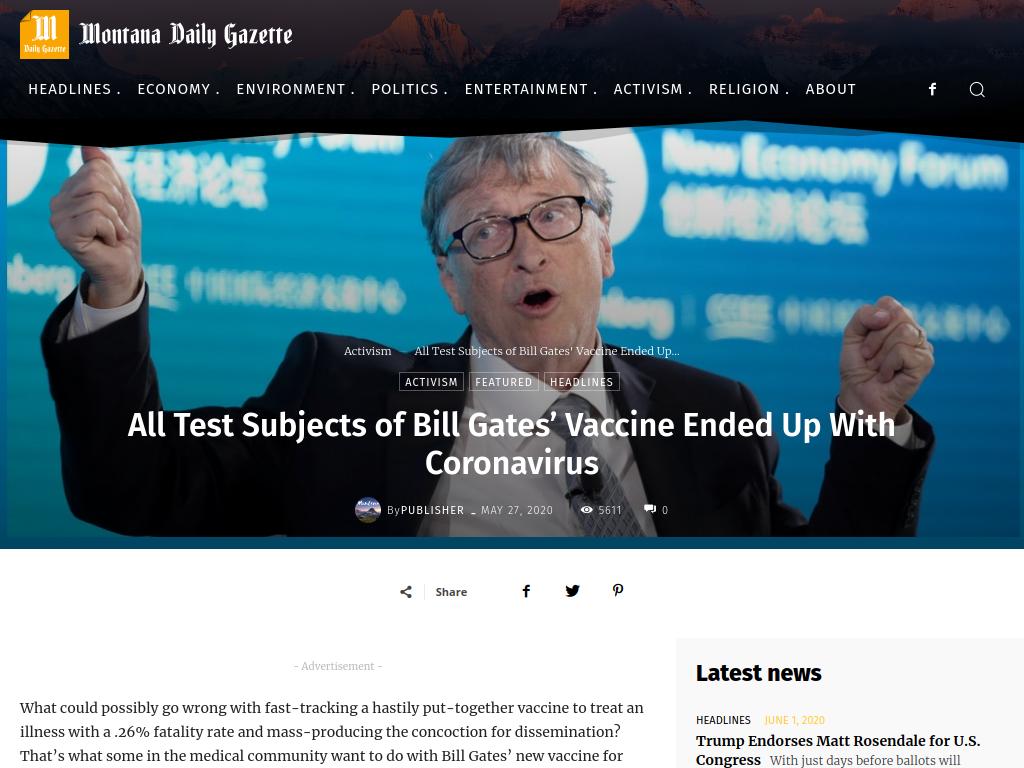 M
Daily Gazette
Montana Daily Gazette
HEADLINES . ECONOMY . ENVIRONMENT . POLITICS . ENTERTAINMENT . ACTIVISM . RELIGION . ABOUT
New Economy Forum
Activism
All Test Subjects of Bill Gates' Vaccine Ended Up...
ACTIVISM FEATURED HEADLINES
All Test Subjects of Bill Gates’ Vaccine Ended Up With
Coronavirus
By PUBLISHER - MAY 27, 2020 5611 0
Share
- Advertisement -
What could possibly go wrong with fast-tracking a hastily put-together vaccine to treat an
illness with a .26% fatality rate and mass-producing the concoction for dissemination?
That’s what some in the medical community want to do with Bill Gates’ new vaccine for
Latest news
HEADLINES JUNE 1, 2020
Trump Endorses Matt Rosendale for U.S.
Congress With just days before ballots will